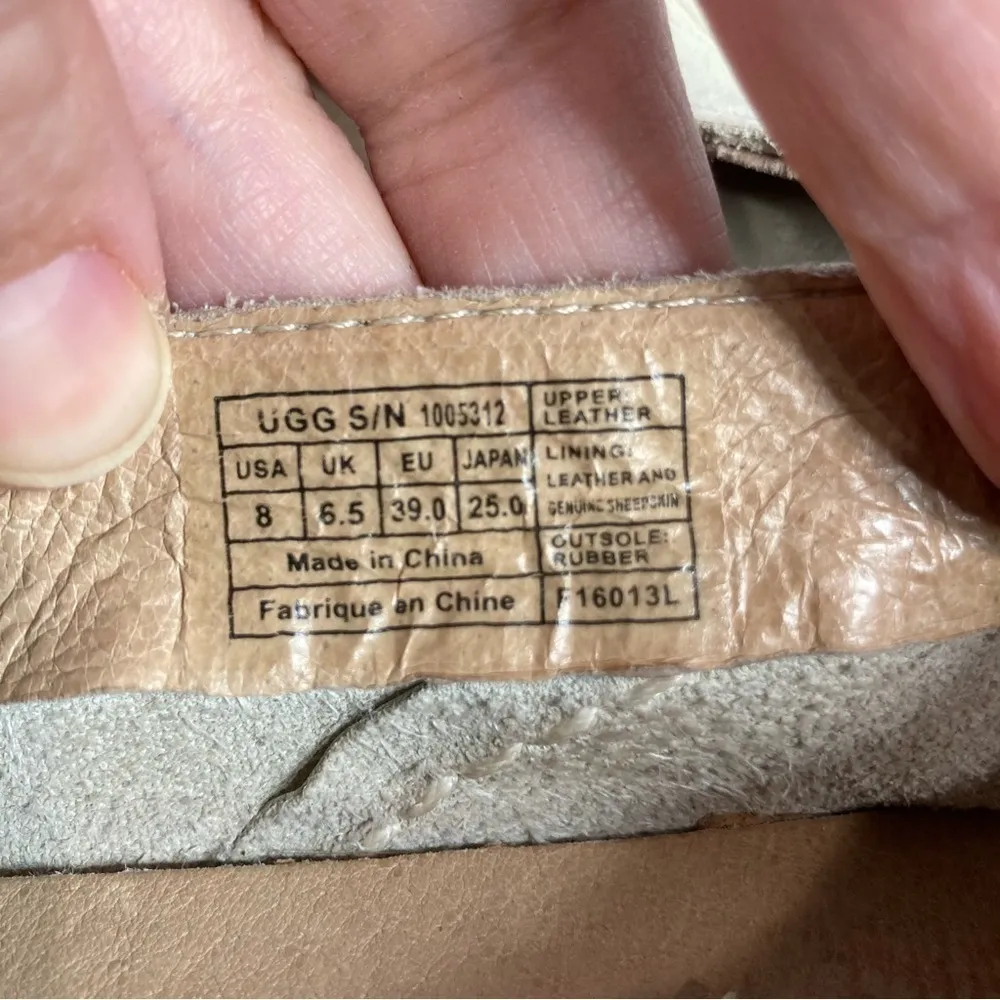 UGG S/N 1005312
UPPER:
LEATHER
USA UK EU JAPAN
8 6.5 39.0 25.0
LINING:
LEATHER AND
GENUINE SHEEPSKIN
Made in China
OUTSOLE:
RUBBER
Fabrique en Chine
F16013L